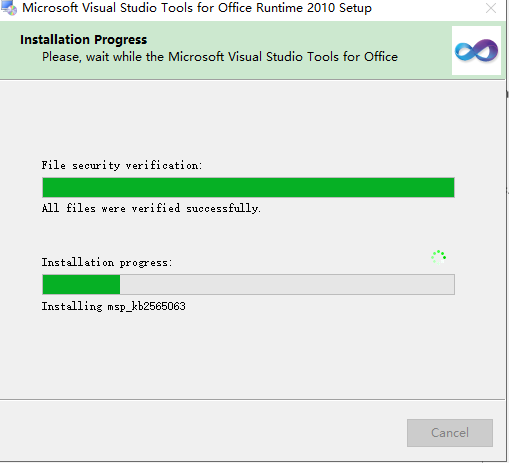 Microsoft Visual Studio Tools for Office Runtime 2010 Setup
Installation Progress
Please, wait while the Microsoft Visual Studio Tools for Office
File security verification:
All files were verified successfully.
Installation progress:
Installing msp_kb2565063
Cancel